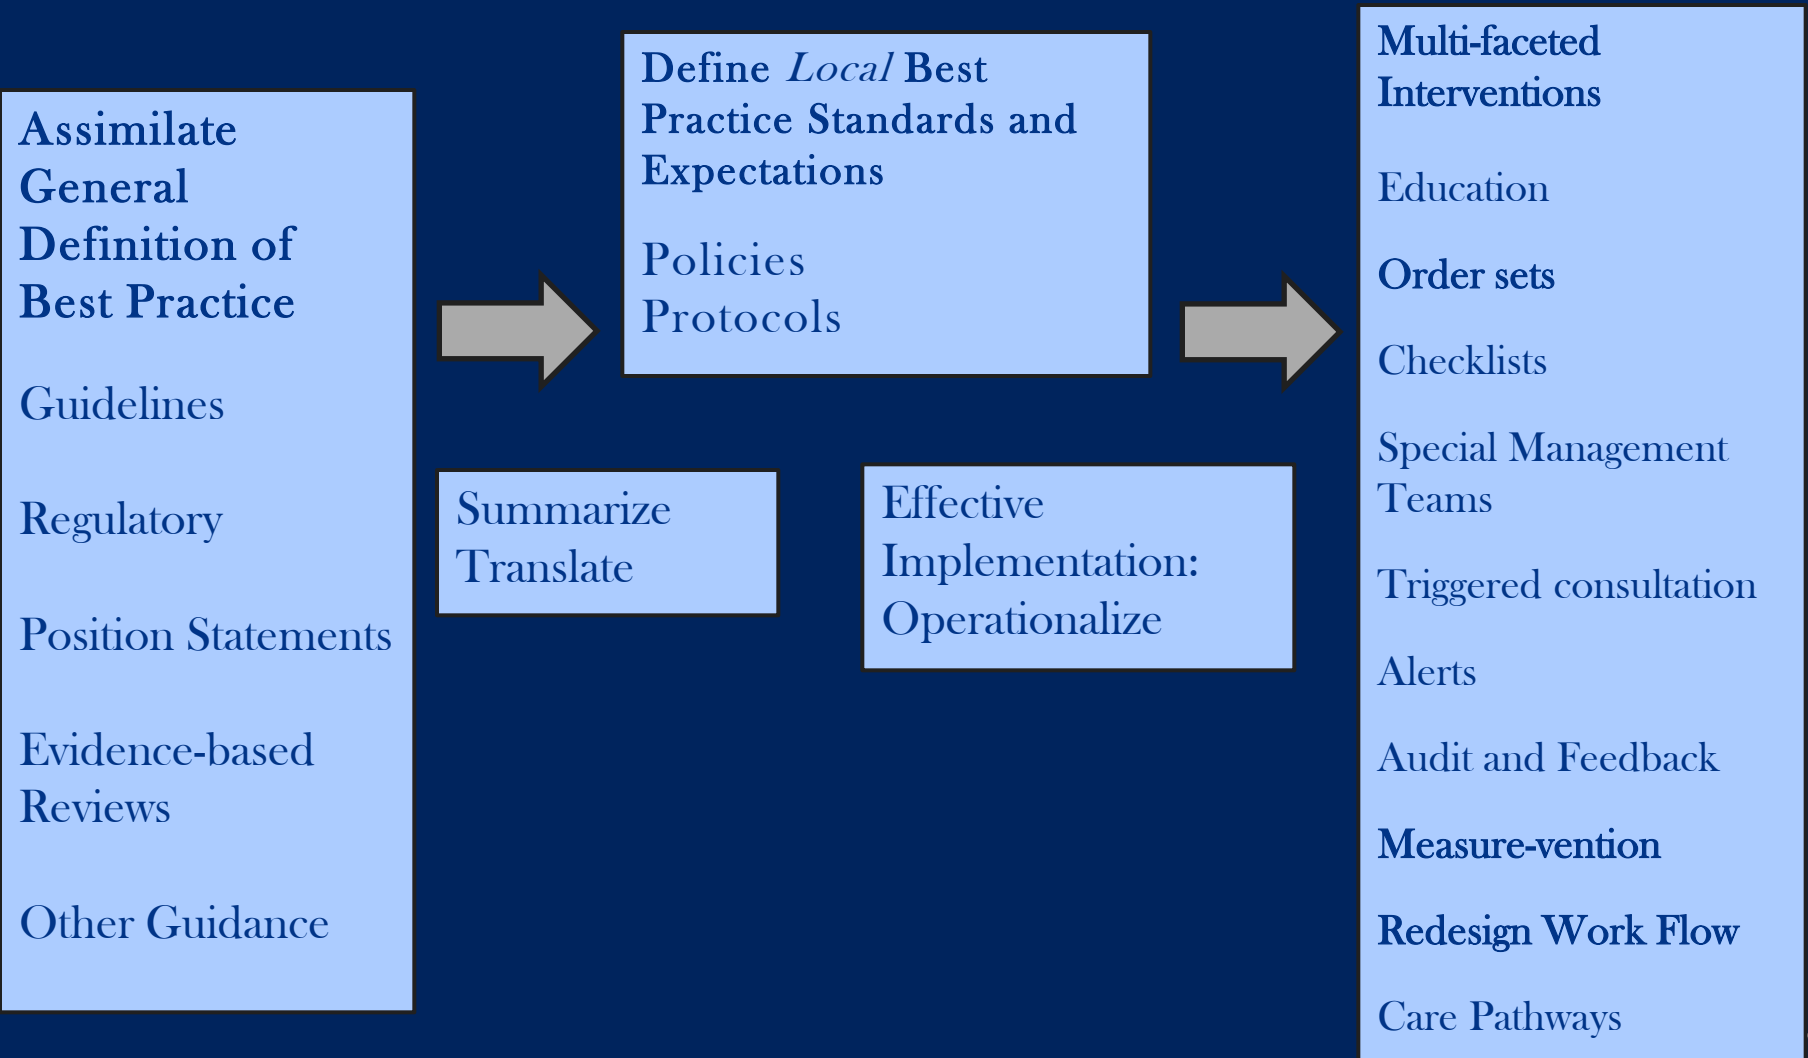 Assimilate
General
Definition of
Best Practice
Guidelines
Regulatory
Position Statements
Evidence-based
Reviews
Other Guidance
Summarize
Translate
Define Local Best
Practice Standards and
Expectations
Policies
Protocols
Effective
Implementation:
Operationalize
Multi-faceted
Interventions
Education
Order sets
Checklists
Special Management
Teams
Triggered consultation
Alerts
Audit and Feedback
Measure-vention
Redesign Work Flow
Care Pathways